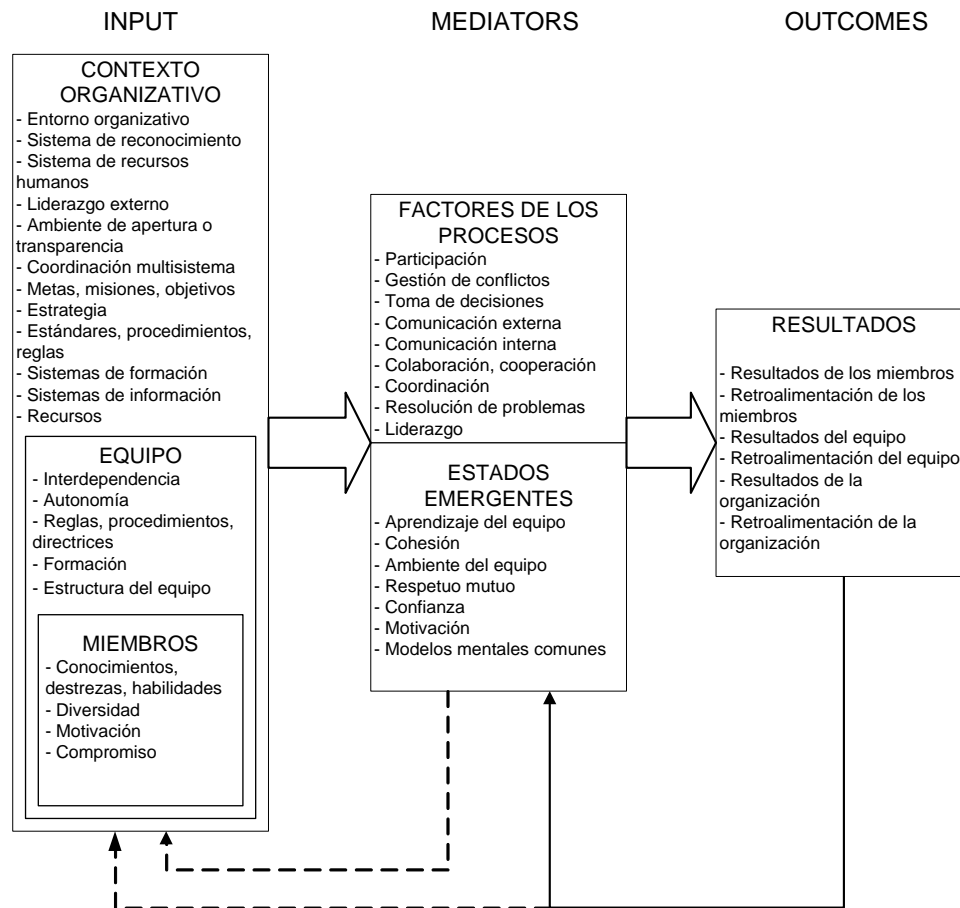 INPUT
CONTEXTO
ORGANIZATIVO
- Entorno organizativo
- Sistema de reconocimiento
- Sistema de recursos
humanos
- Liderazgo externo
- Ambiente de apertura o
transparencia
- Coordinación multisistema
- Metas, misiones, objetivos
- Estrategia
- Estándares, procedimientos,
reglas
- Sistemas de formación
- Sistemas de información
- Recursos
EQUIPO
- Interdependencia
- Autonomía
- Reglas, procedimientos,
directrices
- Formación
- Estructura del equipo
MIEMBROS
- Conocimientos,
destrezas, habilidades
- Diversidad
- Motivación
- Compromiso
MEDIATORS
FACTORES DE LOS
PROCESOS
- Participación
- Gestión de conflictos
- Toma de decisiones
- Comunicación externa
- Comunicación interna
- Colaboración, cooperación
- Coordinación
- Resolución de problemas
- Liderazgo
ESTADOS
EMERGENTES
- Aprendizaje del equipo
- Cohesión
- Ambiente del equipo
- Respetuo mutuo
- Confianza
- Motivación
- Modelos mentales comunes
OUTCOMES
RESULTADOS
- Resultados de los miembros
- Retroalimentación de los
miembros
- Resultados del equipo
- Retroalimentación del equipo
- Resultados de la
organización
- Retroalimentación de la
organización